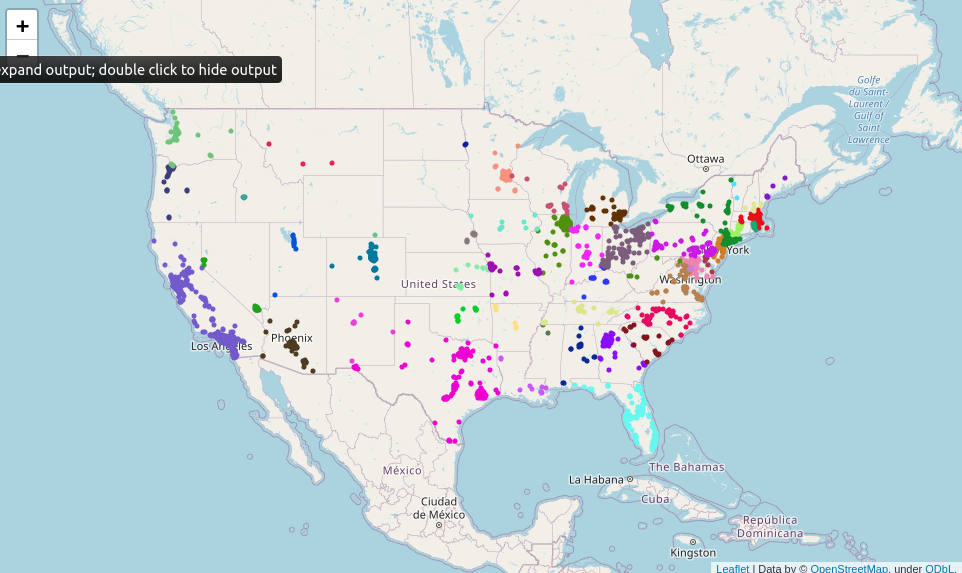 +
−
expand output; double click to hide output
Golfe
du Saint-
Laurent /
Gulf of
Saint
Lawrence
Ottawa
York
Washington
United States
Phoenix
Los Angeles
México
Ciudad
de México
La Habana
The Bahamas
Cuba
República
Dominicana
Kingston
Leaflet | Data by © OpenStreetMap, under ODbL.